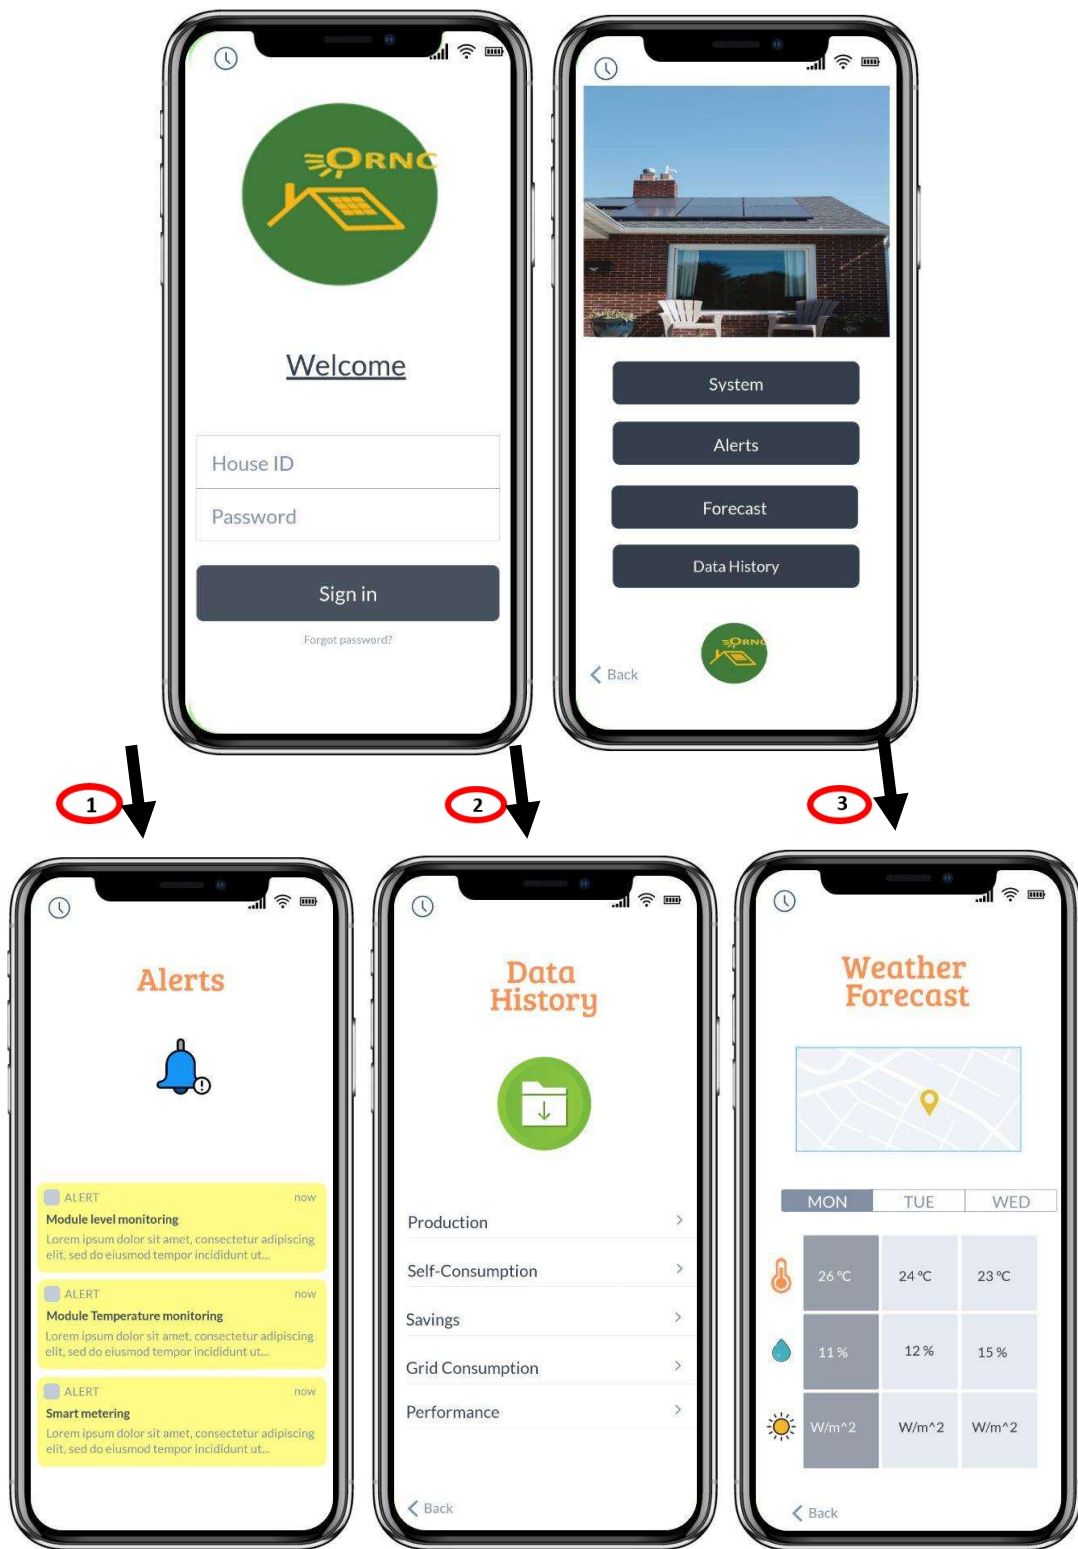 ORNC
Welcome
House ID
Password
Sign in
Forgot password?
System
Alerts
Forecast
Data History
ORNC
Back
1
2
3
Alerts
ALERT now
Module level monitoring
Lorem ipsum dolor sit amet, consectetur adipiscing
elit, sed do eiusmod tempor incididunt ut...
ALERT now
Module Temperature monitoring
Lorem ipsum dolor sit amet, consectetur adipiscing
elit, sed do eiusmod tempor incididunt ut...
ALERT now
Smart metering
Lorem ipsum dolor sit amet, consectetur adipiscing
elit, sed do eiusmod tempor incididunt ut...
Data
History
Production
Self-Consumption
Savings
Grid Consumption
Performance
Back
Weather
Forecast
MON TUE WED
26 ºC 24 ºC 23 ºC
11 % 12 % 15 %
W/m^2 W/m^2 W/m^2
Back